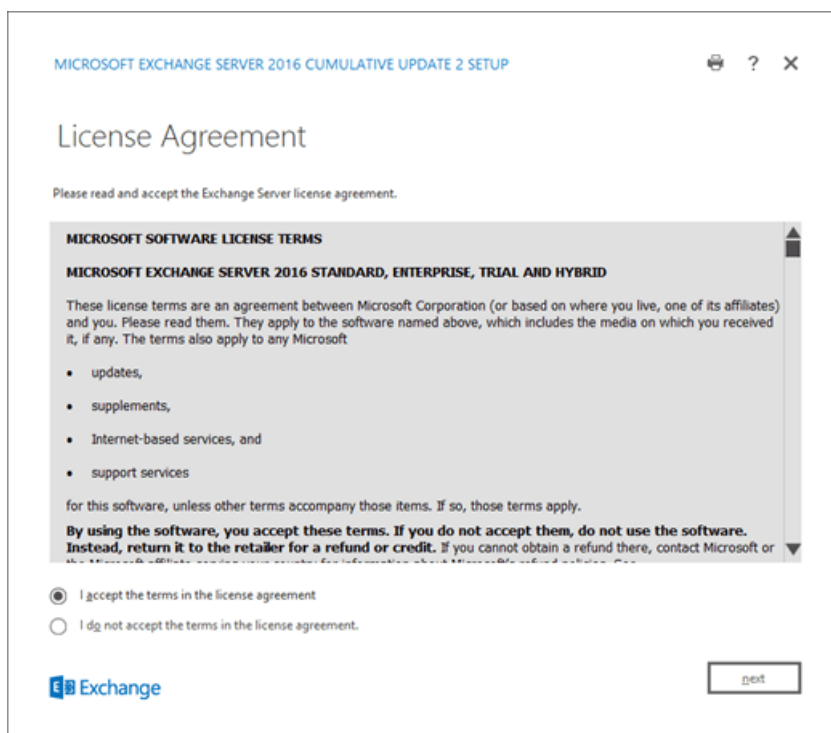 MICROSOFT EXCHANGE SERVER 2016 CUMULATIVE UPDATE 2 SETUP
?
License Agreement
Please read and accept the Exchange Server license agreement.
MICROSOFT SOFTWARE LICENSE TERMS
MICROSOFT EXCHANGE SERVER 2016 STANDARD, ENTERPRISE, TRIAL AND HYBRID
These license terms are an agreement between Microsoft Corporation (or based on where you live, one of its affiliates)
and you. Please read them. They apply to the software named above, which includes the media on which you received
it, if any. The terms also apply to any Microsoft
• updates,
• supplements,
• Internet-based services, and
• support services
for this software, unless other terms accompany those items. If so, those terms apply.
By using the software, you accept these terms. If you do not accept them, do not use the software.
Instead, return it to the retailer for a refund or credit. If you cannot obtain a refund there, contact Microsoft or
I accept the terms in the license agreement
I do not accept the terms in the license agreement.
Exchange
next